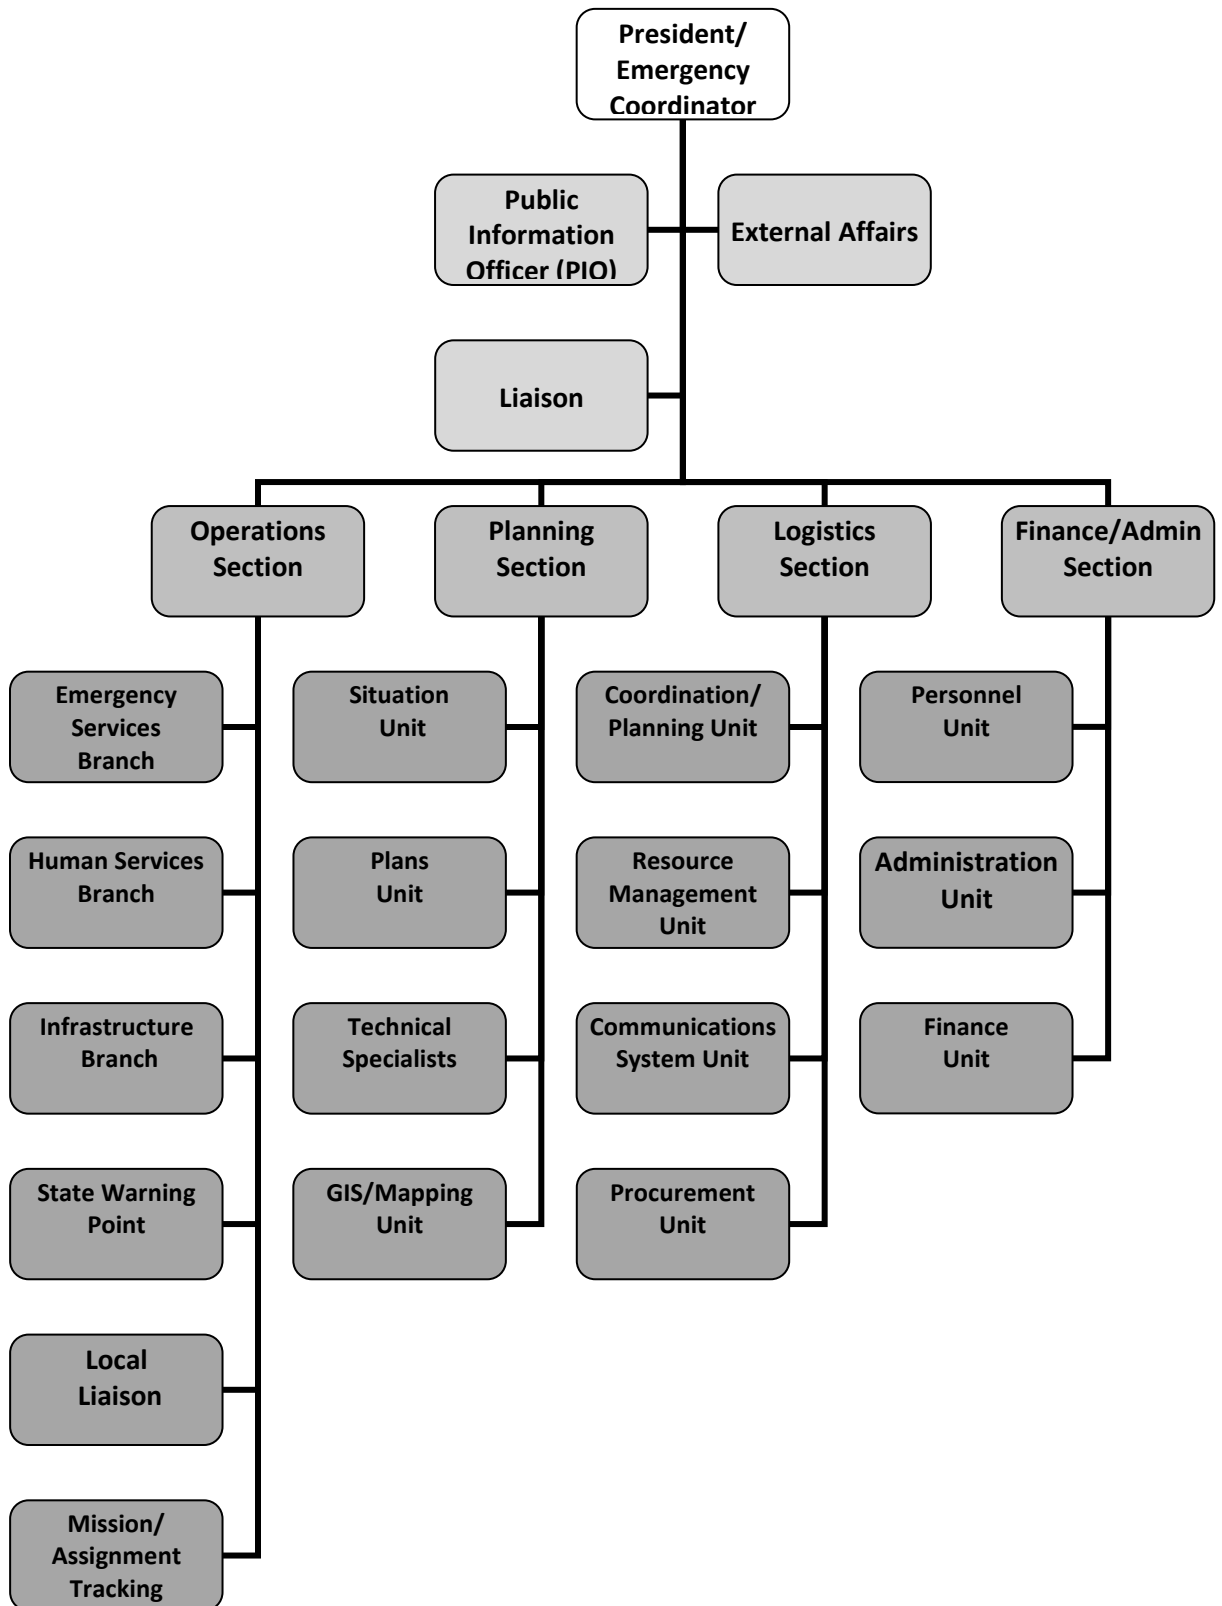 President/
Emergency
Coordinator
Public
Information
Officer (PIO)
External Affairs
Liaison
Operations
Section
Planning
Section
Logistics
Section
Finance/Admin
Section
Emergency
Services
Branch
Situation
Unit
Coordination/
Planning Unit
Personnel
Unit
Human Services
Branch
Plans
Unit
Resource
Management
Unit
Administration
Unit
Infrastructure
Branch
Technical
Specialists
Communications
System Unit
Finance
Unit
State Warning
Point
GIS/Mapping
Unit
Procurement
Unit
Local
Liaison
Mission/
Assignment
Tracking